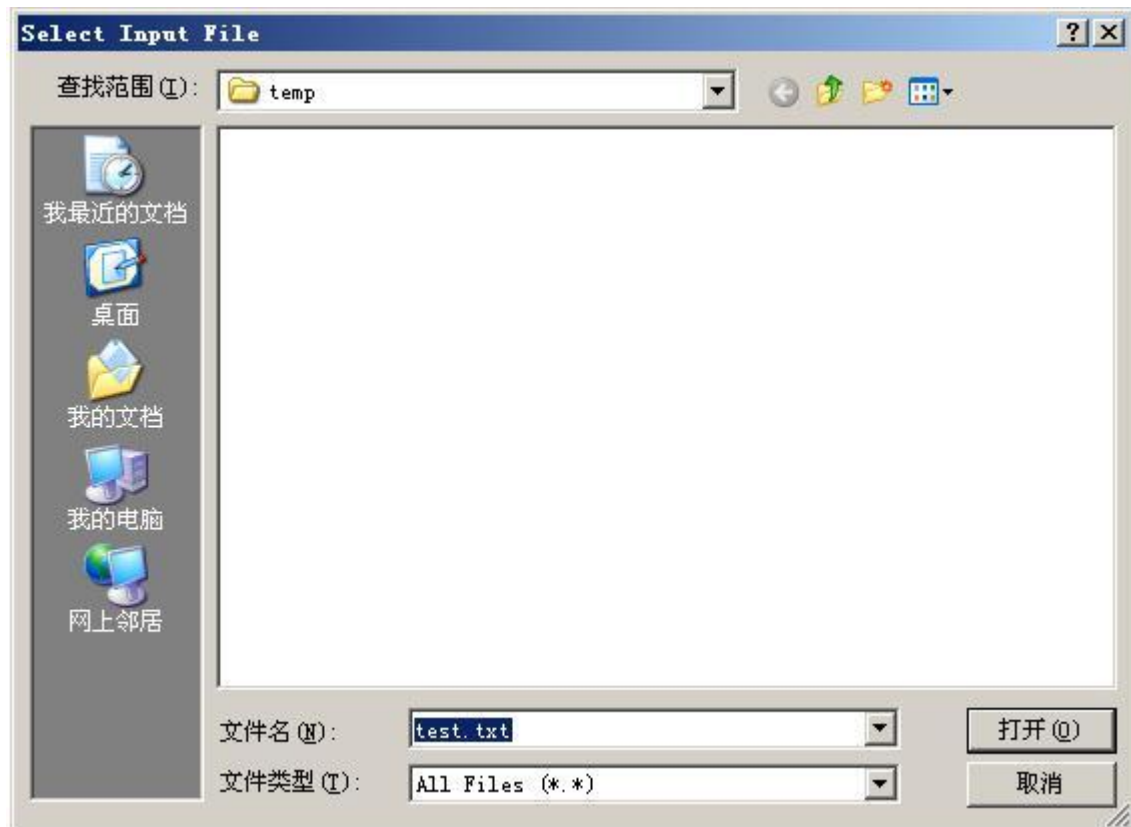 Select Input File
查找范围(I):
temp
我最近的文档
桌面
我的文档
我的电脑
网上邻居
文件名(N):
test.txt
打开(O)
文件类型(T):
All Files (*.*)
取消